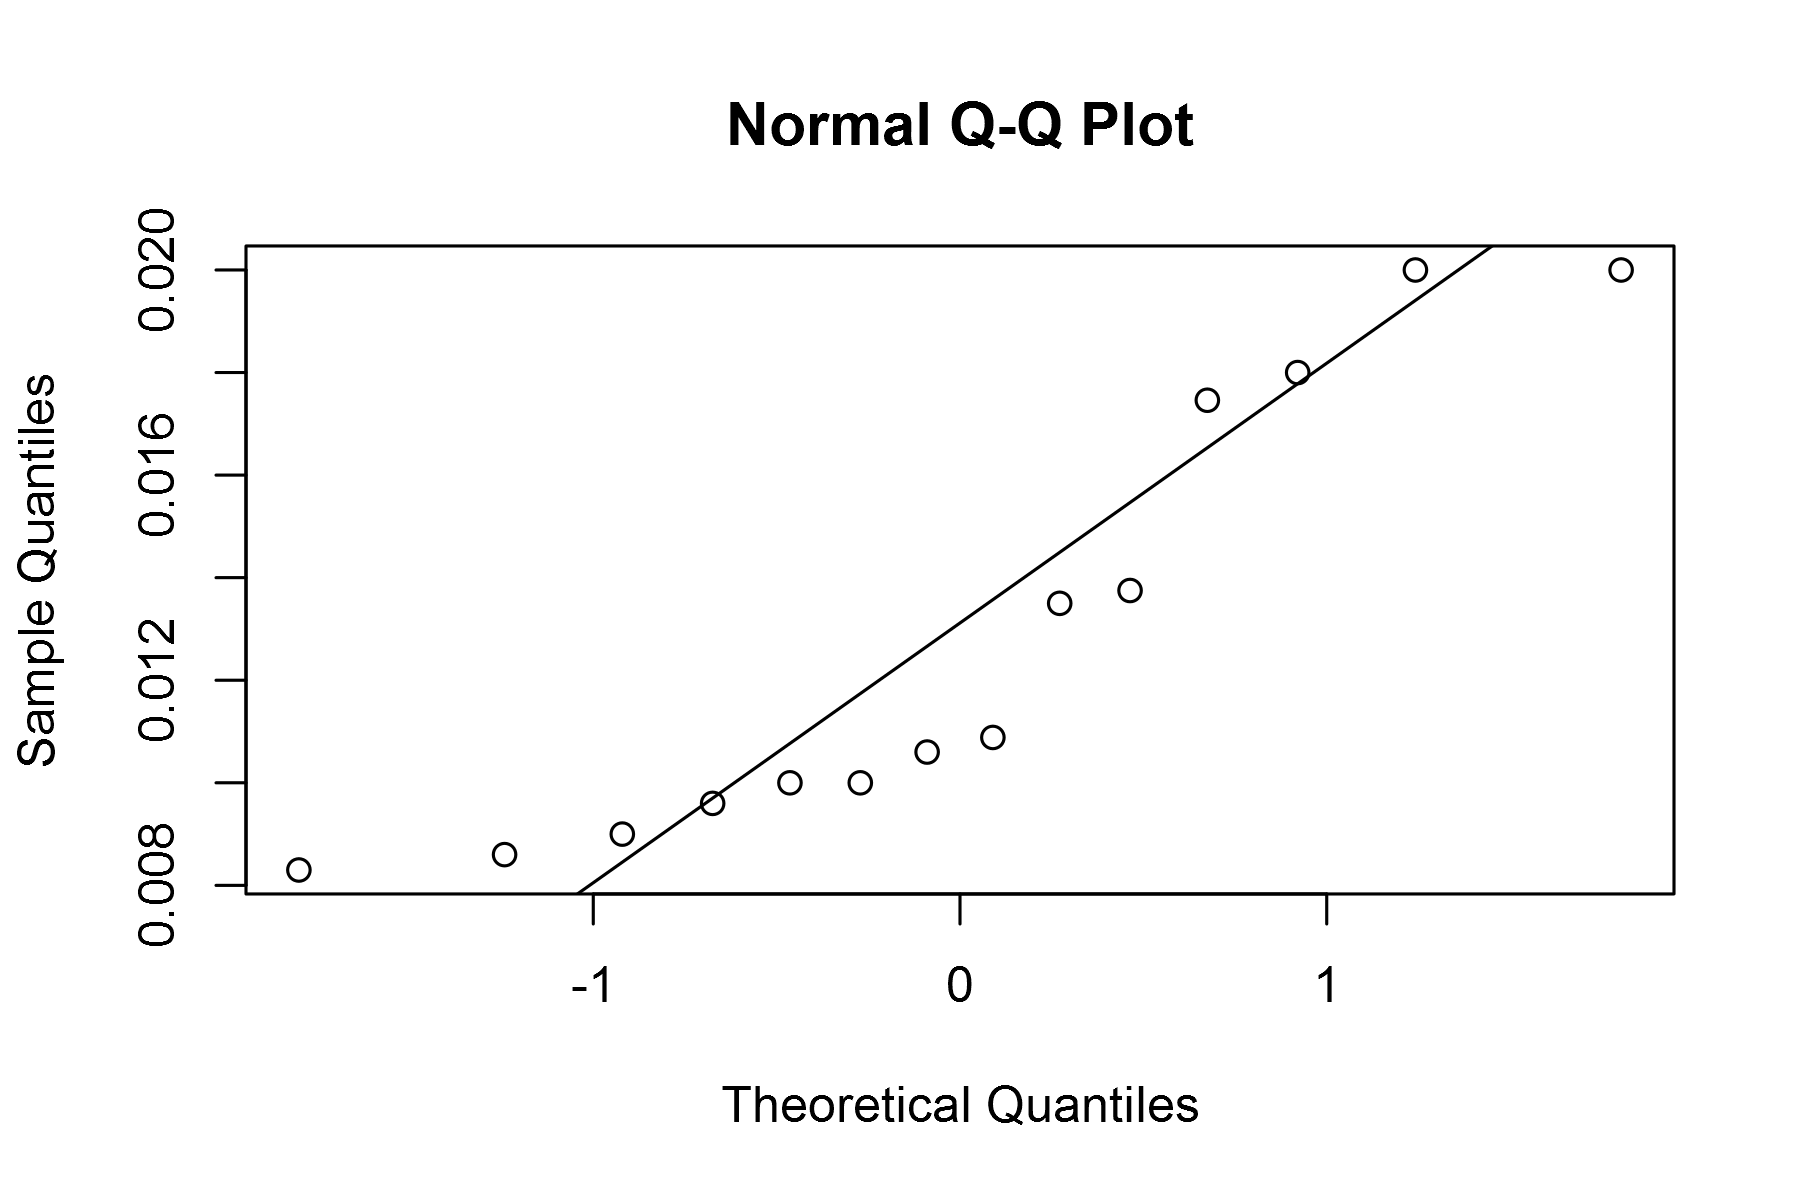 Normal Q-Q Plot
Sample Quantiles
0.020
0.016
0.012
0.008
-1 0 1
Theoretical Quantiles